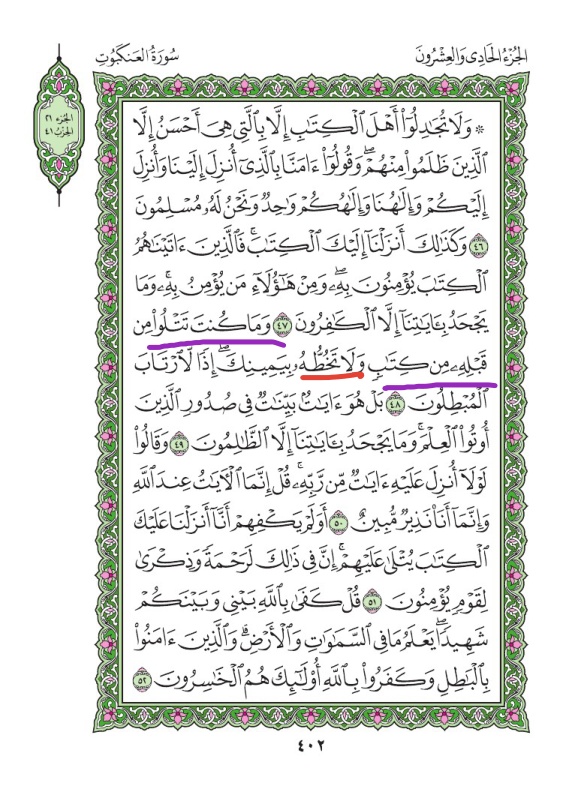 سُورَةُ العَنكَبُوتِ
الجُزْءُ الحَادِى وَالعِشْرُونَ
الجزء ٢١
الحزب ٤١
۞ وَلَا تُجَٰدِلُوٓاْ أَهۡلَ ٱلۡكِتَٰبِ إِلَّا بِٱلَّتِي هِيَ أَحۡسَنُ إِلَّا
ٱلَّذِينَ ظَلَمُواْ مِنۡهُمۡۖ وَقُولُوٓاْ ءَامَنَّا بِٱلَّذِيٓ أُنزِلَ إِلَيۡنَا وَأُنزِلَ
إِلَيۡكُمۡ وَإِلَٰهُنَا وَإِلَٰهُكُمۡ وَٰحِدٞ وَنَحۡنُ لَهُۥ مُسۡلِمُونَ
٤٦ وَكَذَٰلِكَ أَنزَلۡنَآ إِلَيۡكَ ٱلۡكِتَٰبَۚ فَٱلَّذِينَ ءَاتَيۡنَٰهُمُ
ٱلۡكِتَٰبَ يُؤۡمِنُونَ بِهِۦۖ وَمِنۡ هَٰٓؤُلَآءِ مَن يُؤۡمِنُ بِهِۦۚ وَمَا
يَجۡحَدُ بِـَٔايَٰتِنَآ إِلَّا ٱلۡكَٰفِرُونَ ٤٧ وَمَا كُنتَ تَتۡلُواْ مِن
قَبۡلِهِۦ مِن كِتَٰبٖ وَلَا تَخُطُّهُۥ بِيَمِينِكَۖ إِذٗا لَّٱرۡتَابَ
ٱلۡمُبۡطِلُونَ ٤٨ بَلۡ هُوَ ءَايَٰتُۢ بَيِّنَٰتٞ فِي صُدُورِ ٱلَّذِينَ
أُوتُواْ ٱلۡعِلۡمَۚ وَمَا يَجۡحَدُ بِـَٔايَٰتِنَآ إِلَّا ٱلظَّٰلِمُونَ ٤٩ وَقَالُواْ
لَوۡلَآ أُنزِلَ عَلَيۡهِ ءَايَٰتٞ مِّن رَّبِّهِۦۚ قُلۡ إِنَّمَا ٱلۡأٓيَٰتُ عِندَ ٱللَّهِ
وَإِنَّمَآ أَنَا۠ نَذِيرٞ مُّبِينٌ ٥٠ أَوَلَمۡ يَكۡفِهِمۡ أَنَّآ أَنزَلۡنَا عَلَيۡكَ
ٱلۡكِتَٰبَ يُتۡلَىٰ عَلَيۡهِمۡۚ إِنَّ فِي ذَٰلِكَ لَرَحۡمَةٗ وَذِكۡرَىٰ
لِقَوۡمٖ يُؤۡمِنُونَ ٥١ قُلۡ كَفَىٰ بِٱللَّهِ بَيۡنِي وَبَيۡنَكُمۡ
شَهِيدٗاۖ يَعۡلَمُ مَا فِي ٱلسَّمَٰوَٰتِ وَٱلۡأَرۡضِۗ وَٱلَّذِينَ ءَامَنُواْ
بِٱلۡبَٰطِلِ وَكَفَرُواْ بِٱللَّهِ أُوْلَٰٓئِكَ هُمُ ٱلۡخَٰسِرُونَ ٥٢
٤٠٢